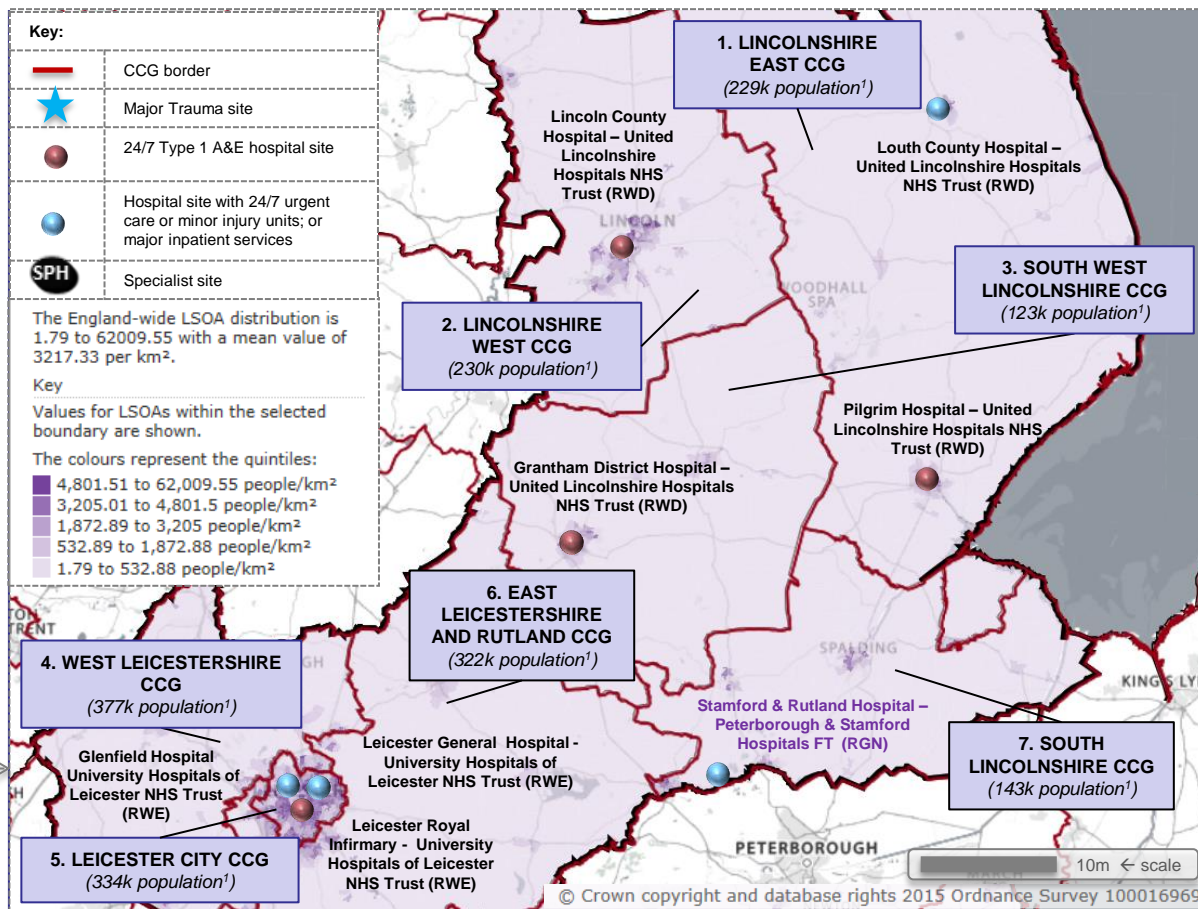 Key:
CCG border
Major Trauma site
24/7 Type 1 A&E hospital site
Hospital site with 24/7 urgent
care or minor injury units; or
major inpatient services
SPH
Specialist site
The England-wide LSOA distribution is
1.79 to 62009.55 with a mean value of
3217.33 per km².
Key
Values for LSOAs within the selected
boundary are shown.
The colours represent the quintiles:
4,801.51 to 62,009.55 people/km²
3,205.01 to 4,801.5 people/km²
1,872.89 to 3,205 people/km²
532.89 to 1,872.88 people/km²
1.79 to 532.88 people/km²
1. LINCOLNSHIRE
EAST CCG
(229k population¹)
Lincoln County
Hospital – United
Lincolnshire
Hospitals NHS
Trust (RWD)
LINCOLN
Louth County Hospital –
United Lincolnshire Hospitals
NHS Trust (RWD)
3. SOUTH WEST
LINCOLNSHIRE CCG
(123k population¹)
WOODHALL
SPA
2. LINCOLNSHIRE
WEST CCG
(230k population¹)
Pilgrim Hospital – United
Lincolnshire Hospitals NHS
Trust (RWD)
Grantham District Hospital –
United Lincolnshire Hospitals
NHS Trust (RWD)
6. EAST
LEICESTERSHIRE
AND RUTLAND CCG
(322k population¹)
TON
TRENT
4. WEST LEICESTERSHIRE
CCG
(377k population¹)
GH
SPALDING
KING'S LY
Stamford & Rutland Hospital –
Peterborough & Stamford
Hospitals FT (RGN)
7. SOUTH
LINCOLNSHIRE CCG
(143k population¹)
Glenfield Hospital
University Hospitals of
Leicester NHS Trust
(RWE)
Leicester General Hospital -
University Hospitals of
Leicester NHS Trust (RWE)
5. LEICESTER CITY CCG
(334k population¹)
Leicester Royal
Infirmary - University
Hospitals of Leicester
NHS Trust (RWE)
PETERBOROUGH
MARCH
10m ← scale
© Crown copyright and database rights 2015 Ordnance Survey 100016969